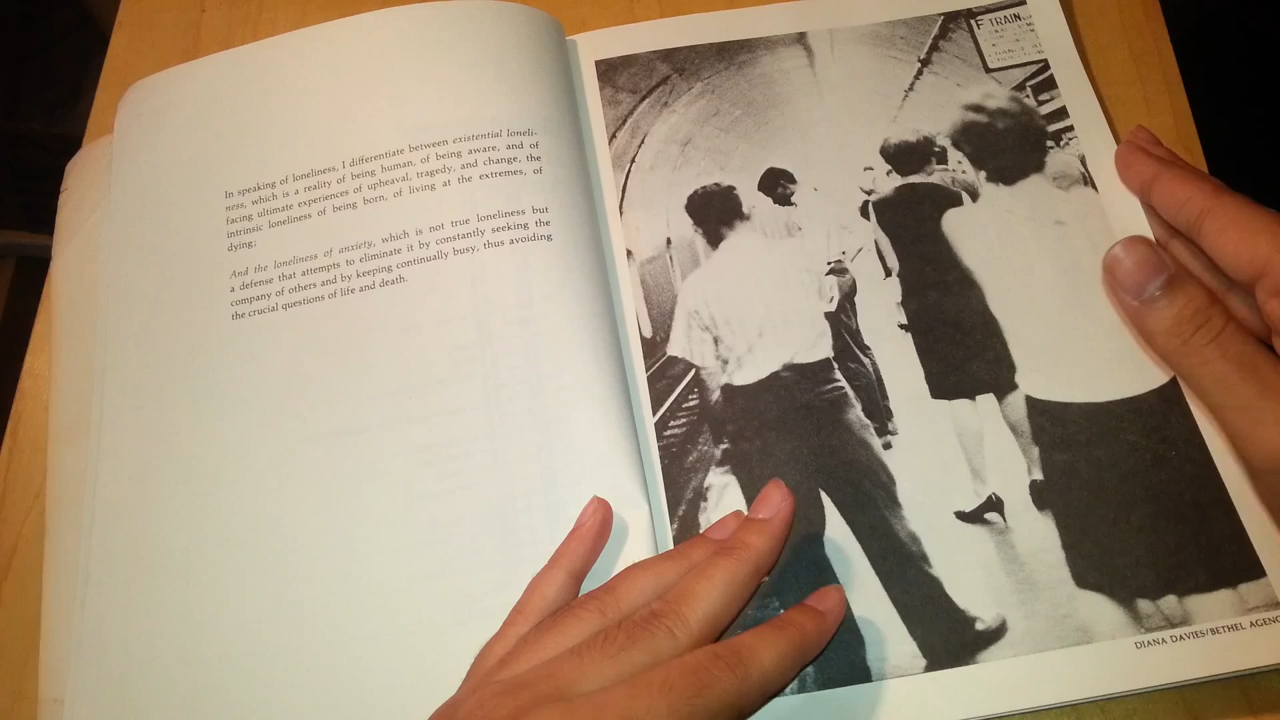 In speaking of loneliness, I differentiate between existential loneli-
ness, which is a reality of being human, of being aware, and of
facing ultimate experiences of upheaval, tragedy, and change, the
intrinsic loneliness of being born, of living at the extremes, of
dying;
And the loneliness of anxiety, which is not true loneliness but
a defense that attempts to eliminate it by constantly seeking the
company of others and by keeping continually busy, thus avoiding
the crucial questions of life and death.
F TRAIN
DIANA DAVIES/BETHEL AGENC